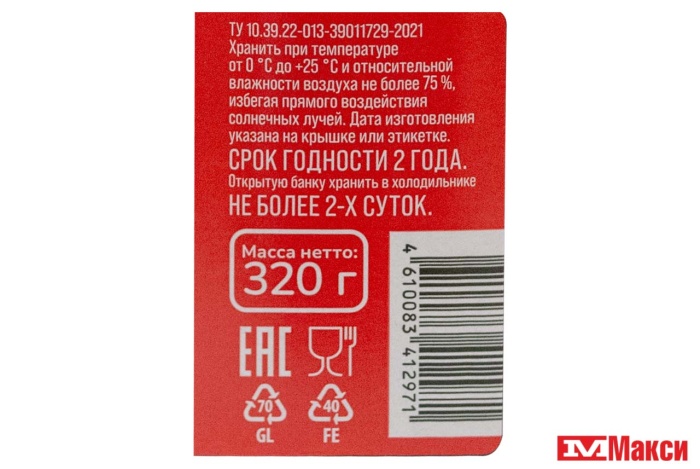 ТУ 10.39.22-013-39011729-2021
Хранить при температуре
от 0 °С до +25 °С и относительной
влажности воздуха не более 75 %,
избегая прямого воздействия
солнечных лучей. Дата изготовления
указана на крышке или этикетке.
СРОК ГОДНОСТИ 2 ГОДА.
Открытую банку хранить в холодильнике
НЕ БОЛЕЕ 2-Х СУТОК.
Масса нетто:
320 г
4 610083 412971
ЕАС
70
GL
40
FE
Макси